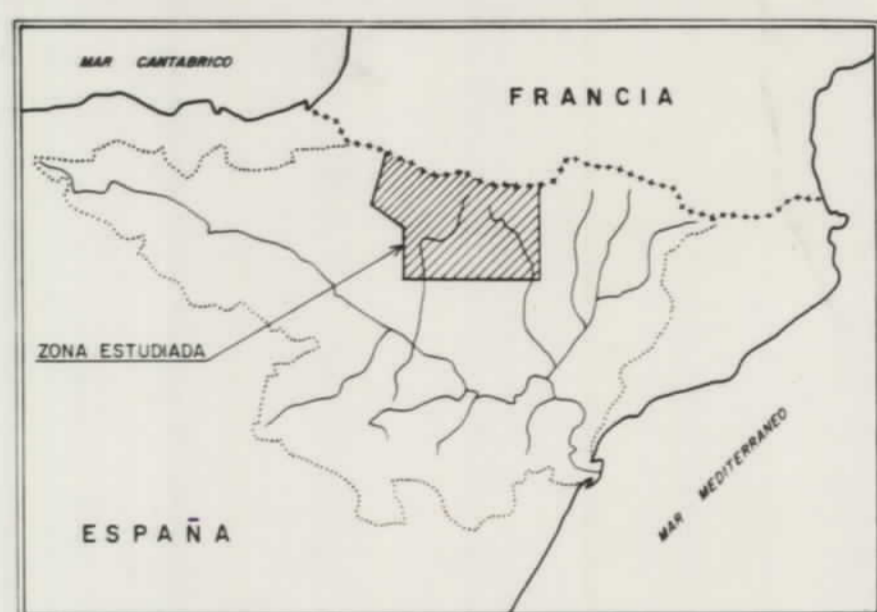 MAR CANTABRICO
FRANCIA
ZONA ESTUDIADA
MAR MEDITERRANEO
ESPAÑA